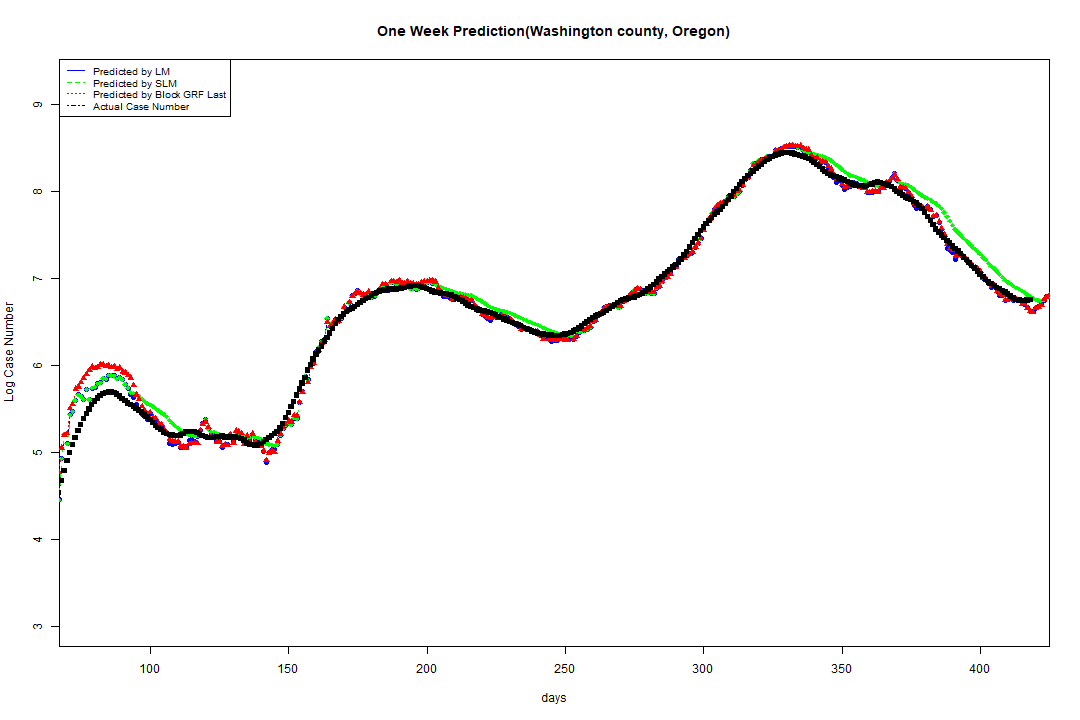 One Week Prediction(Washington county, Oregon)
Predicted by LM
Predicted by SLM
Predicted by Block GRF Last
Actual Case Number
Log Case Number
9
8
7
6
5
4
3
100 150 200 250 300 350 400
days